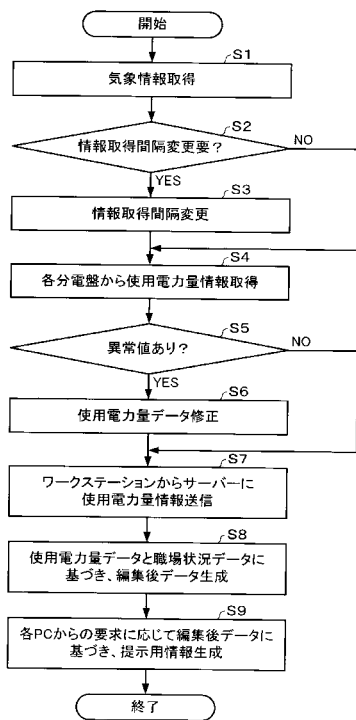 開始
S1
気象情報取得
S2
情報取得間隔変更要?
NO
YES
S3
情報取得間隔変更
S4
各分電盤から使用電力量情報取得
S5
異常値あり?
NO
YES
S6
使用電力量データ修正
S7
ワークステーションからサーバーに
使用電力量情報送信
S8
使用電力量データと職場状況データに
基づき、編集後データ生成
S9
各PCからの要求に応じて編集後データに
基づき、提示用情報生成
終了